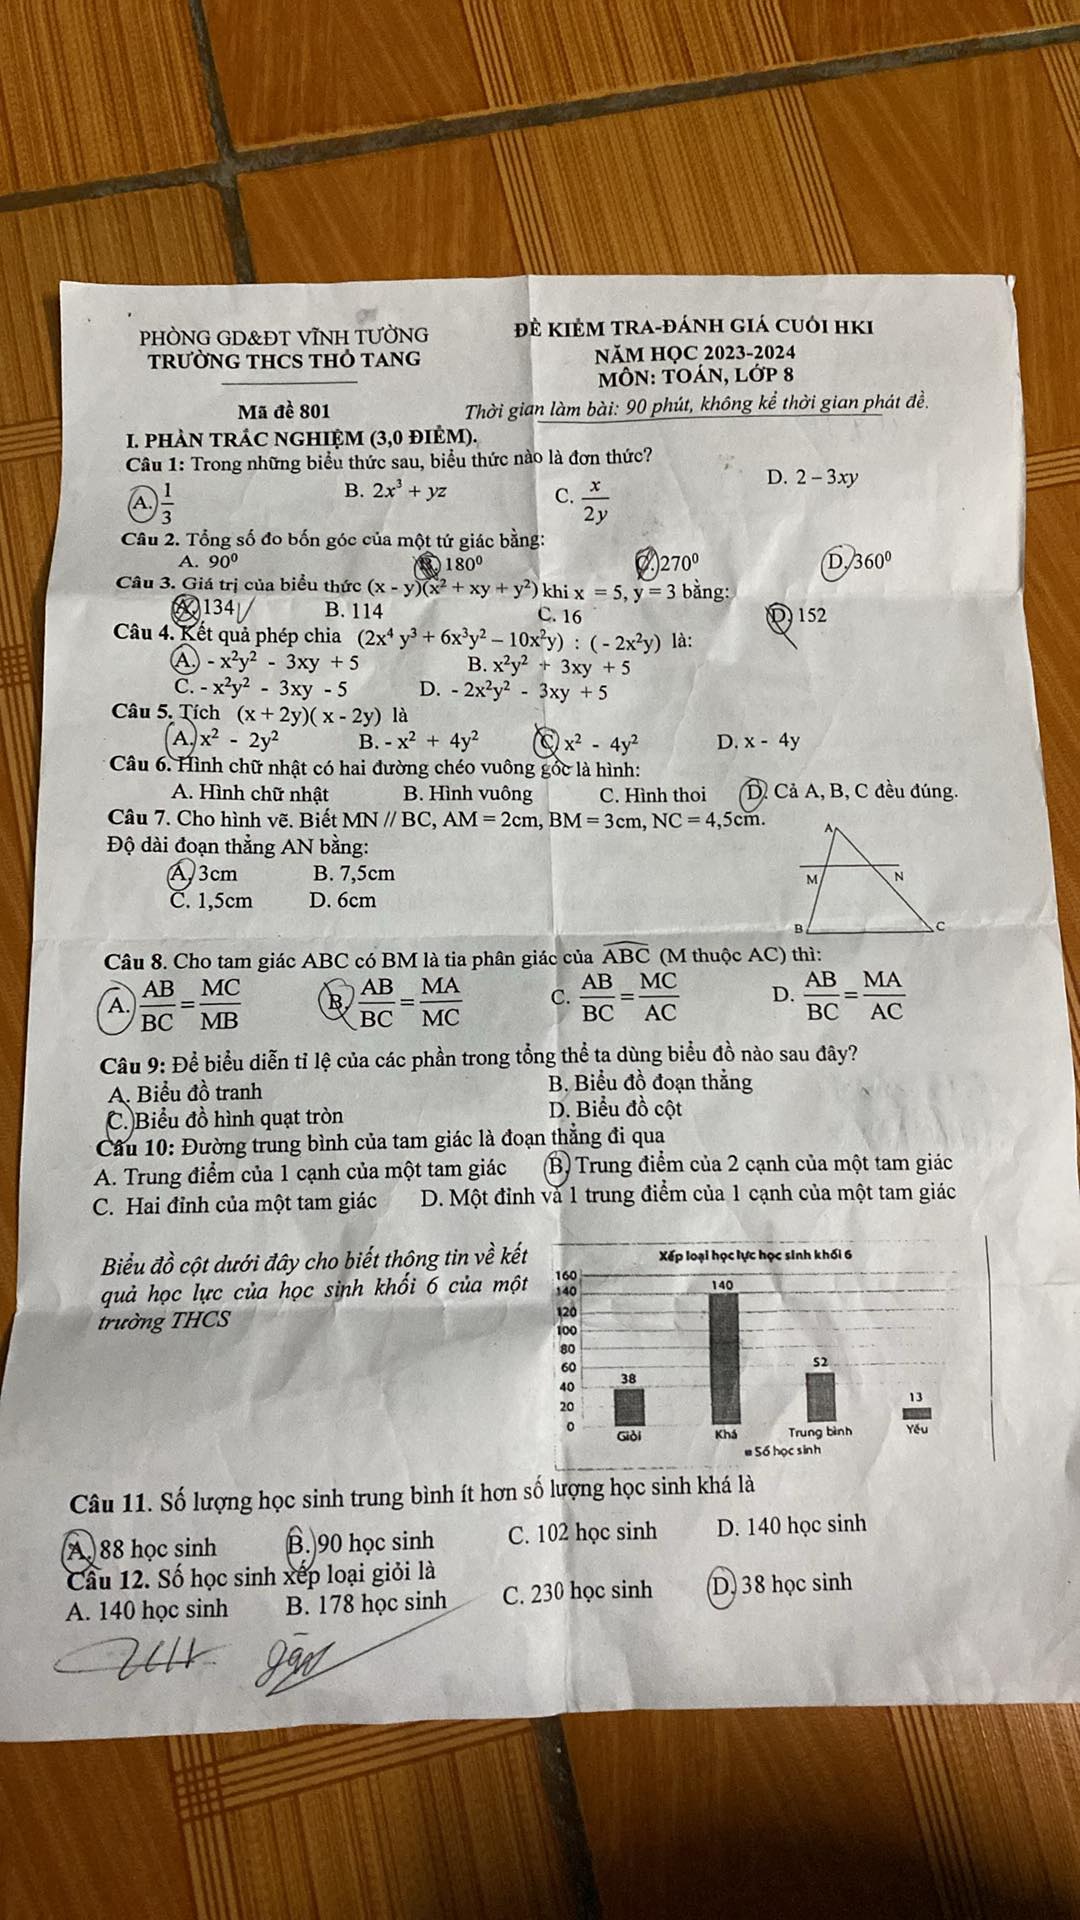 PHÒNG GD&ĐT VĨNH TƯỜNG
TRƯỜNG THCS THỔ TANG
ĐỀ KIỂM TRA-ĐÁNH GIÁ CUỐI HKI
NĂM HỌC 2023-2024
MÔN: TOÁN, LỚP 8
Mã đề 801
Thời gian làm bài: 90 phút, không kể thời gian phát đề.
I. PHẦN TRẮC NGHIỆM (3,0 ĐIỂM).
Câu 1: Trong những biểu thức sau, biểu thức nào là đơn thức?
A. 1/3 B. 2x³ + yz C. x/2y D. 2 – 3xy
Câu 2. Tổng số đo bốn góc của một tứ giác bằng:
A. 90⁰ B. 180⁰ C. 270⁰ D. 360⁰
Câu 3. Giá trị của biểu thức (x - y)(x² + xy + y²) khi x = 5, y = 3 bằng:
A. 134 B. 114 C. 16 D. 152
Câu 4. Kết quả phép chia (2x⁴ y³ + 6x³y² – 10x²y) : ( - 2x²y) là:
A. - x²y² - 3xy + 5 B. x²y² + 3xy + 5
C. - x²y² - 3xy - 5 D. - 2x²y² - 3xy + 5
Câu 5. Tích (x + 2y)( x - 2y) là
A. x² - 2y² B. - x² + 4y² C. x² - 4y² D. x - 4y
Câu 6. Hình chữ nhật có hai đường chéo vuông góc là hình:
A. Hình chữ nhật B. Hình vuông C. Hình thoi D. Cả A, B, C đều đúng.
Câu 7. Cho hình vẽ. Biết MN // BC, AM = 2cm, BM = 3cm, NC = 4,5cm.
Độ dài đoạn thẳng AN bằng:
A. 3cm B. 7,5cm
C. 1,5cm D. 6cm
A
M N
B C
Câu 8. Cho tam giác ABC có BM là tia phân giác của ABC (M thuộc AC) thì:
A. AB/BC = MC/MB B. AB/BC = MA/MC C. AB/BC = MC/AC D. AB/BC = MA/AC
Câu 9: Để biểu diễn tỉ lệ của các phần trong tổng thể ta dùng biểu đồ nào sau đây?
A. Biểu đồ tranh B. Biểu đồ đoạn thẳng
C. Biểu đồ hình quạt tròn D. Biểu đồ cột
Câu 10: Đường trung bình của tam giác là đoạn thẳng đi qua
A. Trung điểm của 1 cạnh của một tam giác B. Trung điểm của 2 cạnh của một tam giác
C. Hai đỉnh của một tam giác D. Một đỉnh và 1 trung điểm của 1 cạnh của một tam giác
Biểu đồ cột dưới đây cho biết thông tin về kết
quả học lực của học sinh khối 6 của một
trường THCS
Xếp loại học lực học sinh khối 6
160
140
120
100
80
60
40
20
0
38 140 52 13
Giỏi Khá Trung bình Yếu
Số học sinh
Câu 11. Số lượng học sinh trung bình ít hơn số lượng học sinh khá là
A. 88 học sinh B. 90 học sinh C. 102 học sinh D. 140 học sinh
Câu 12. Số học sinh xếp loại giỏi là
A. 140 học sinh B. 178 học sinh C. 230 học sinh D. 38 học sinh